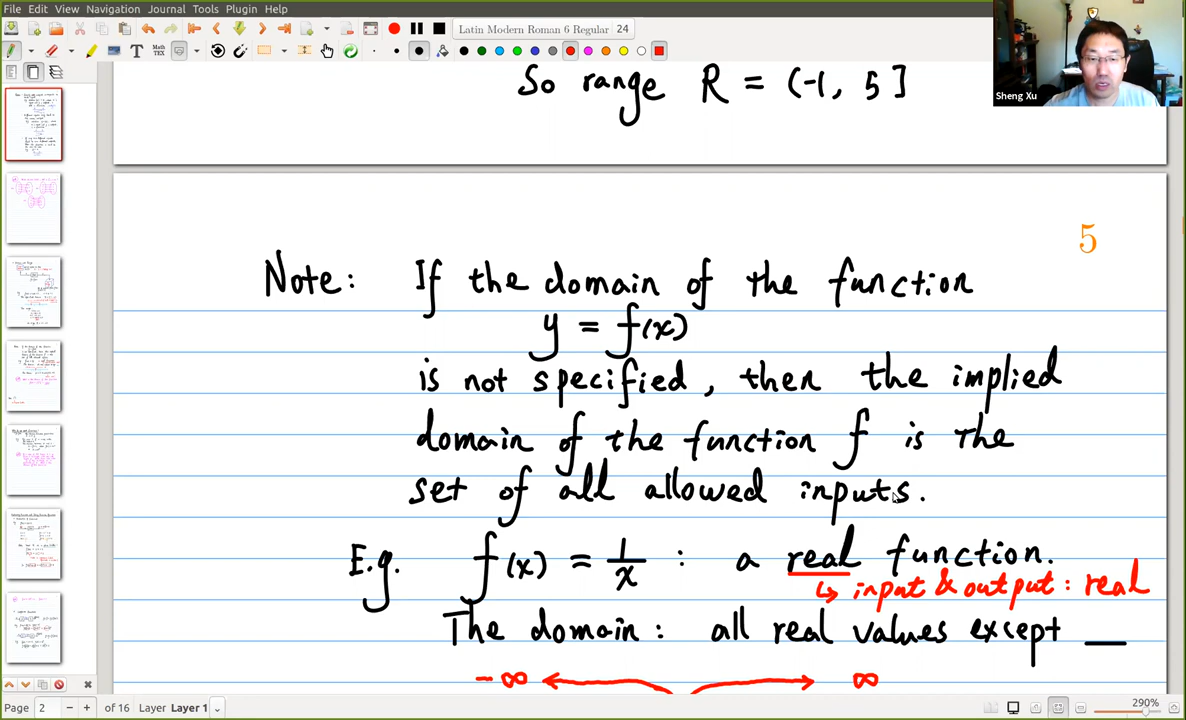 File Edit View Navigation Journal Tools Plugin Help
Latin Modern Roman 6 Regular 24
Sheng Xu
So range R = (-1, 5]
5
Note: If the domain of the function
y = f(x)
is not specified, then the implied
domain of the function f is the
set of all allowed inputs.
E.g. f(x) = 1/x : a real function.
↳ input & output : real
The domain : all real values except __
-∞ ∞
Page 2 of 16 Layer Layer 1 290%